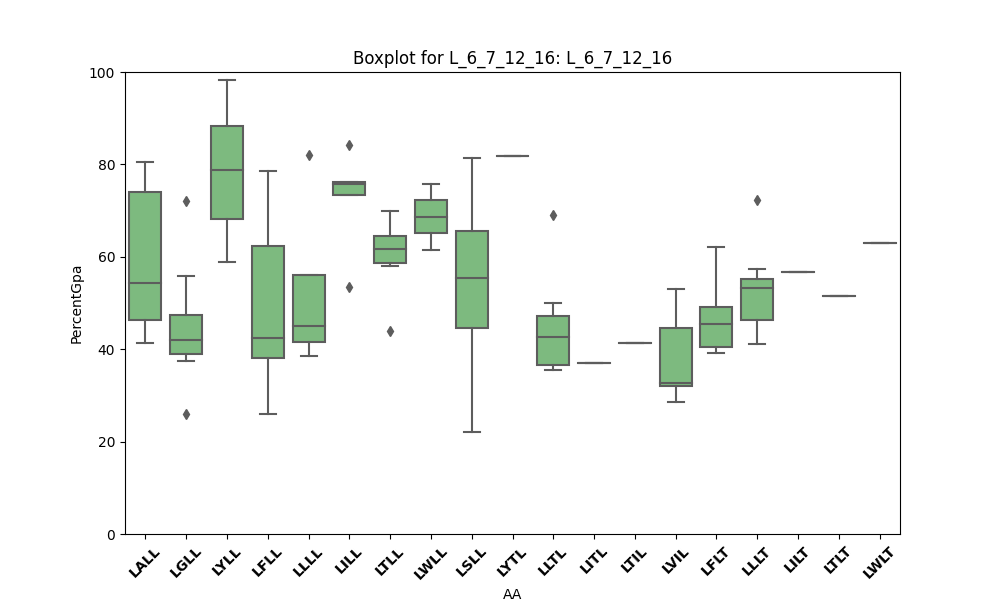 Boxplot for L_6_7_12_16: L_6_7_12_16
100
80
60
40
20
0
PercentGpa
LALL LGLL LYLL LFLL LLLL LILL LTLL LWLL LSLL LYTL LLTL LITL LTIL LVIL LFLT LLLT LILT LTLT LWLT
AA